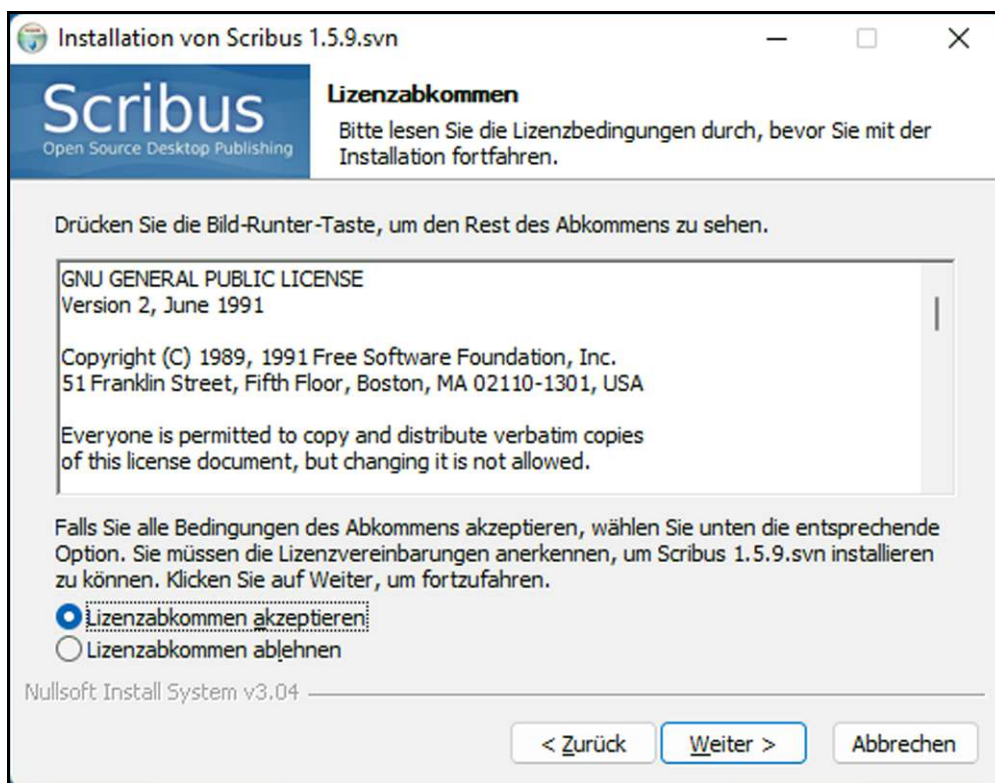 Installation von Scribus 1.5.9.svn
Scribus
Open Source Desktop Publishing
Lizenzabkommen
Bitte lesen Sie die Lizenzbedingungen durch, bevor Sie mit der
Installation fortfahren.
Drücken Sie die Bild-Runter-Taste, um den Rest des Abkommens zu sehen.
GNU GENERAL PUBLIC LICENSE
Version 2, June 1991
Copyright (C) 1989, 1991 Free Software Foundation, Inc.
51 Franklin Street, Fifth Floor, Boston, MA 02110-1301, USA
Everyone is permitted to copy and distribute verbatim copies
of this license document, but changing it is not allowed.
Falls Sie alle Bedingungen des Abkommens akzeptieren, wählen Sie unten die entsprechende
Option. Sie müssen die Lizenzvereinbarungen anerkennen, um Scribus 1.5.9.svn installieren
zu können. Klicken Sie auf Weiter, um fortzufahren.
Lizenzabkommen akzeptieren
Lizenzabkommen ablehnen
Nullsoft Install System v3.04
< Zurück
Weiter >
Abbrechen